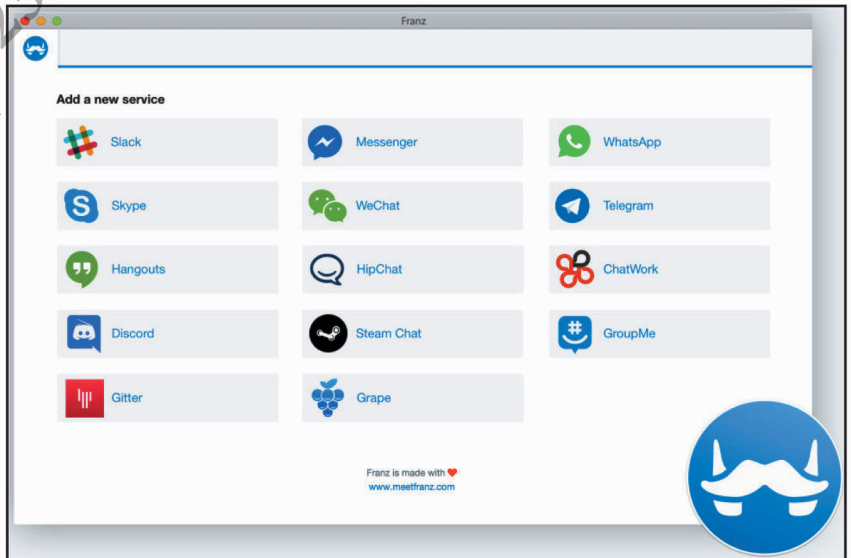 Franz
Add a new service
Slack
Messenger
WhatsApp
Skype
WeChat
Telegram
Hangouts
HipChat
ChatWork
Discord
Steam Chat
GroupMe
Gitter
Grape
Franz is made with ❤
www.meetfranz.com